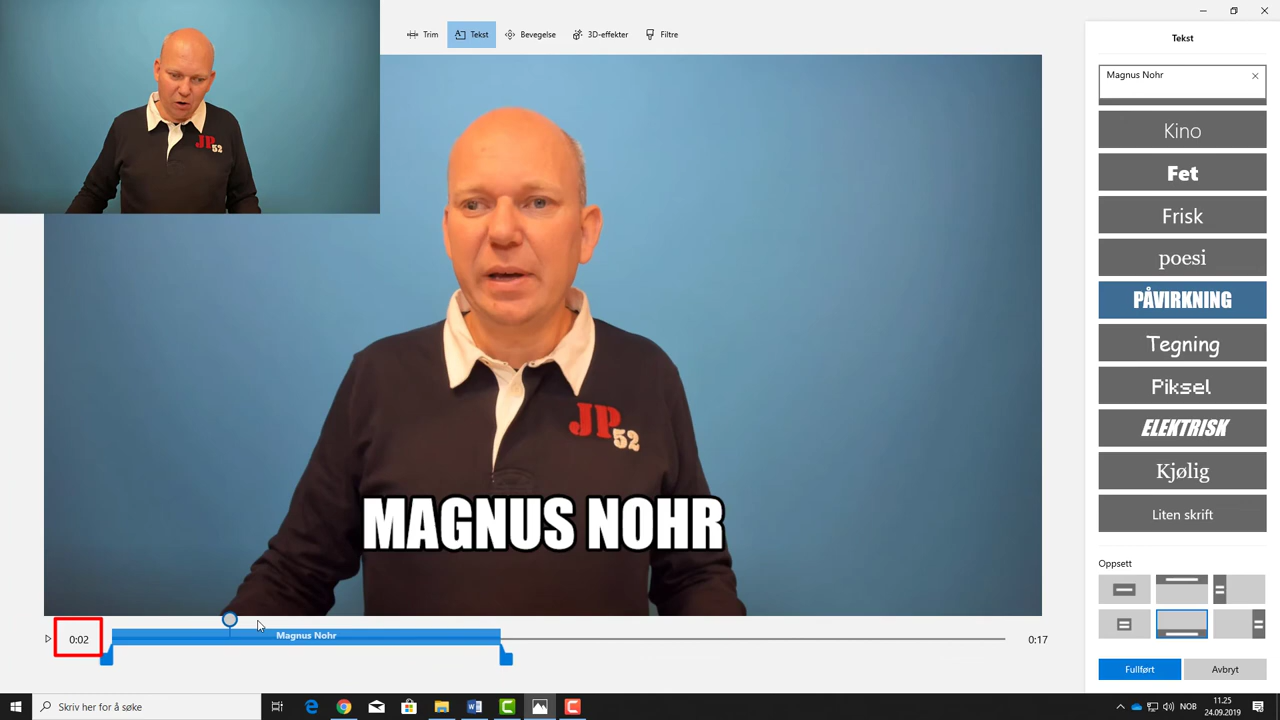 JP
52
Trim
Tekst
Bevegelse
3D-effekter
Filtre
JP
52
MAGNUS NOHR
0:02
Magnus Nohr
0:17
Tekst
Magnus Nohr
Kino
Fet
Frisk
poesi
PÅVIRKNING
Tegning
Piksel
ELEKTRISK
Kjølig
Liten skrift
Oppsett
Fullført
Avbryt
Skriv her for å søke
NOB
11.25
24.09.2019